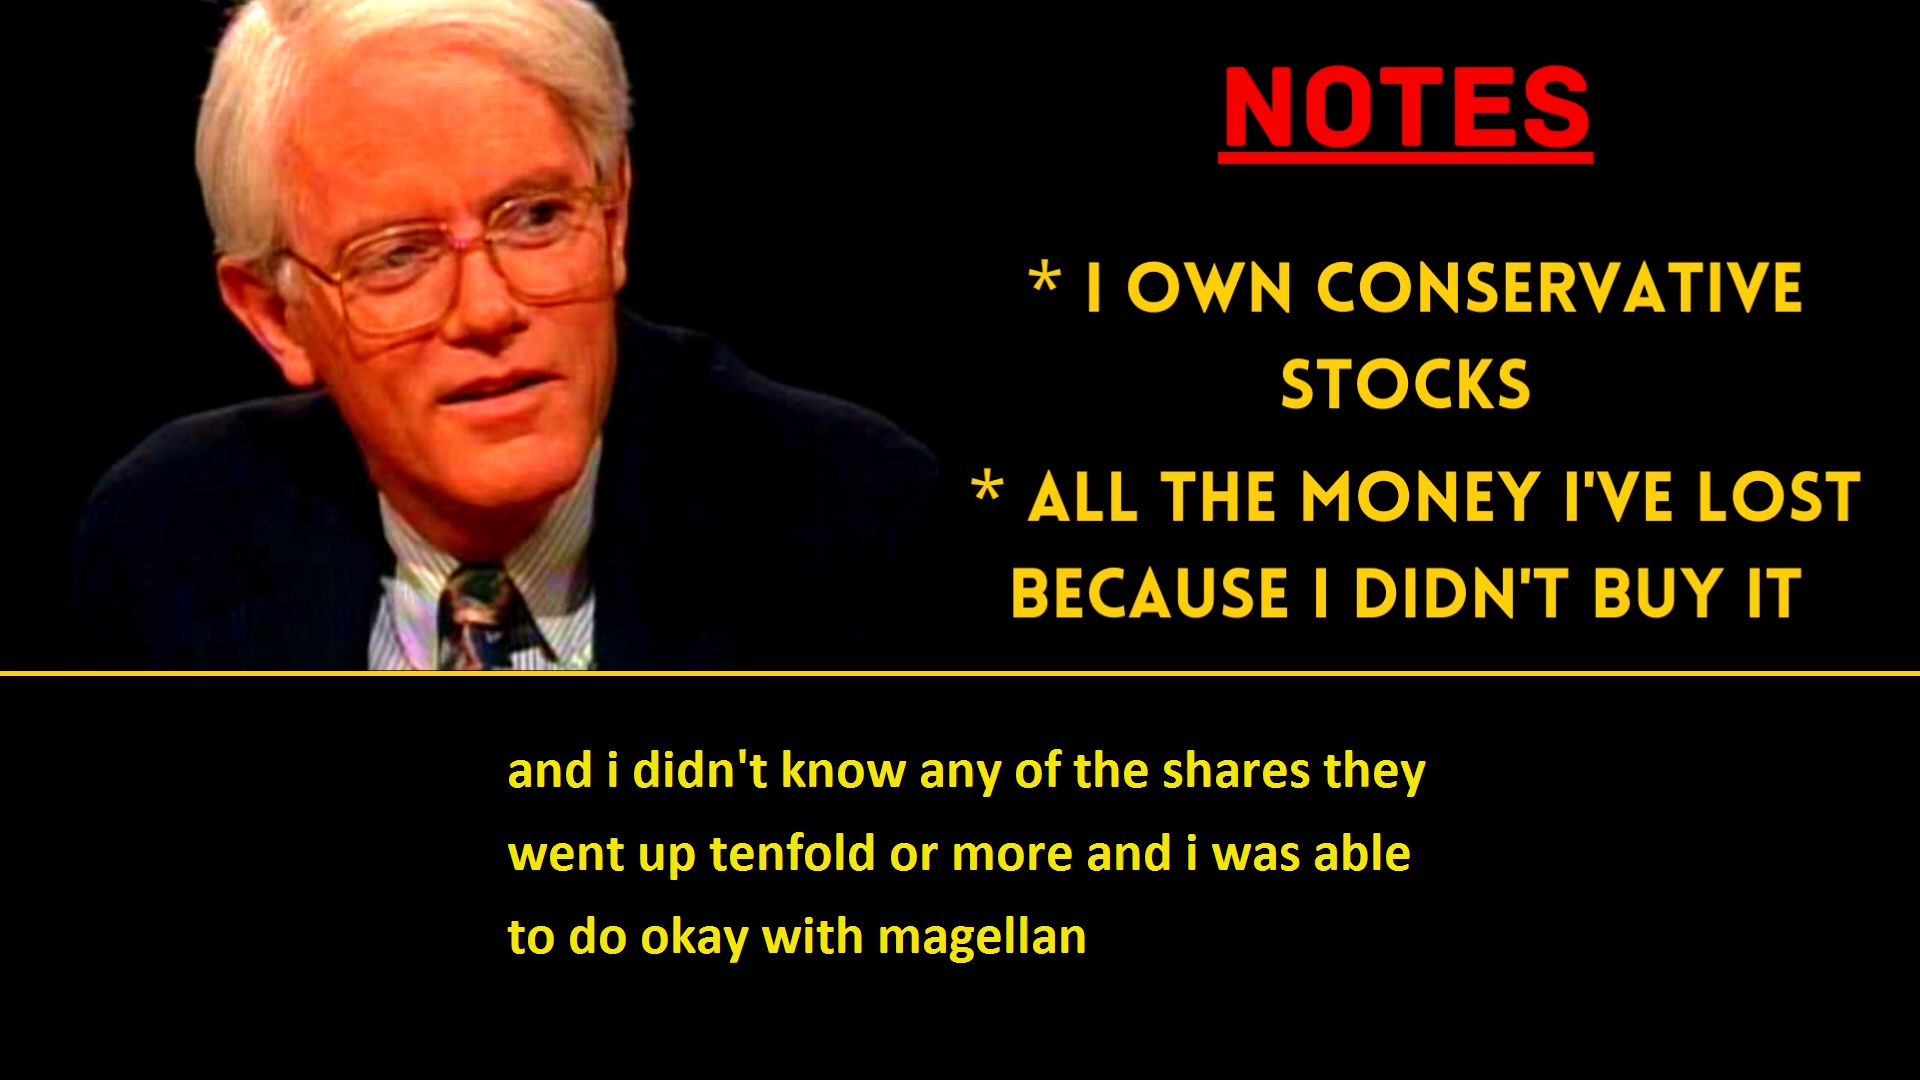 NOTES
* I OWN CONSERVATIVE
STOCKS
* ALL THE MONEY I'VE LOST
BECAUSE I DIDN'T BUY IT
and i didn't know any of the shares they
went up tenfold or more and i was able
to do okay with magellan